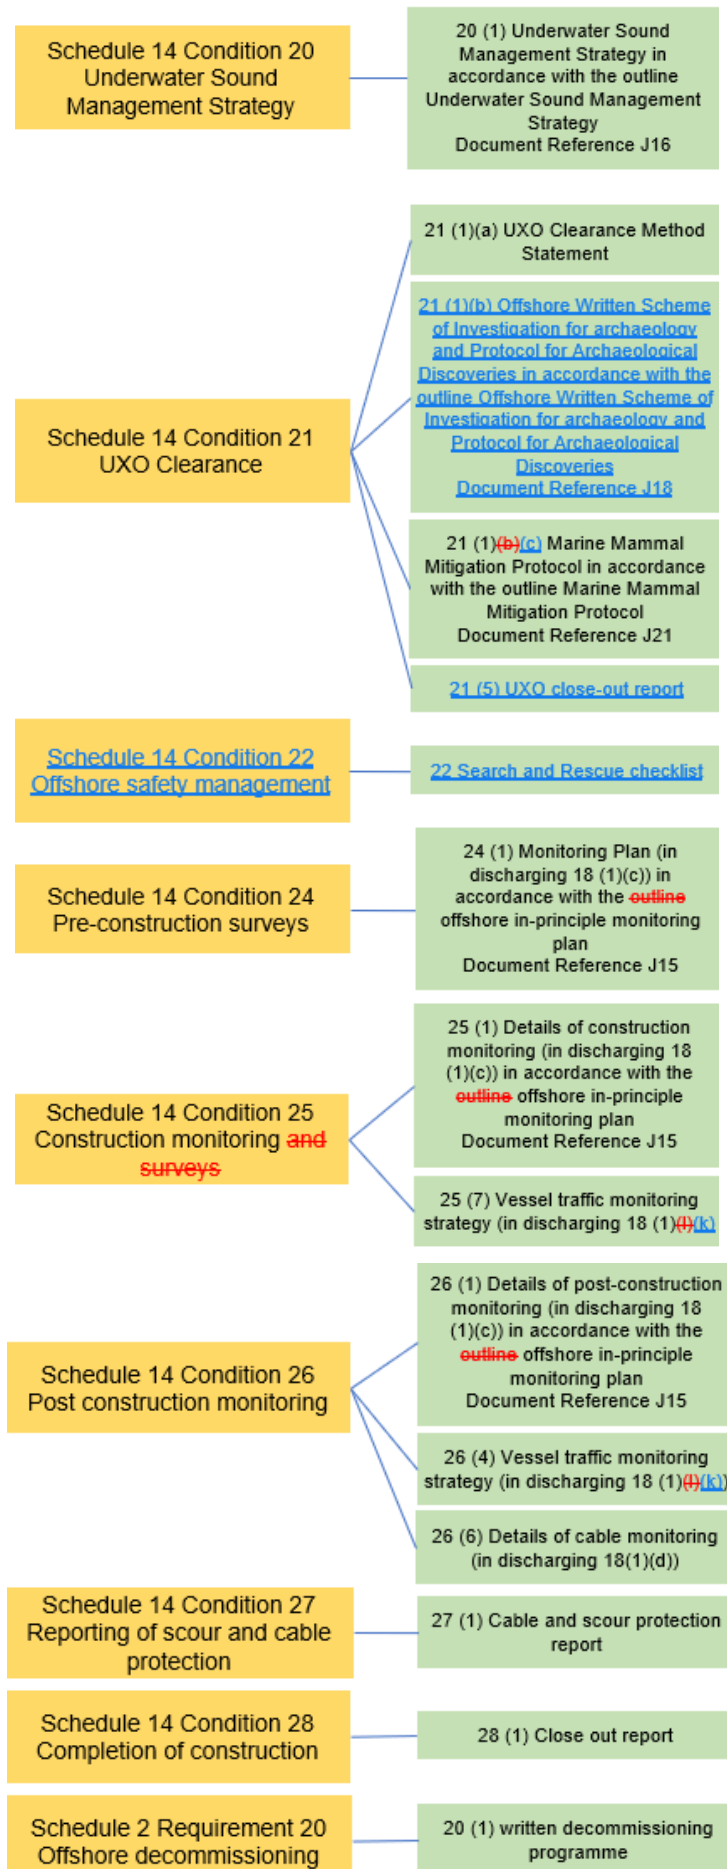 Schedule 14 Condition 20
Underwater Sound
Management Strategy
20 (1) Underwater Sound
Management Strategy in
accordance with the outline
Underwater Sound Management
Strategy
Document Reference J16
Schedule 14 Condition 21
UXO Clearance
21 (1)(a) UXO Clearance Method
Statement
21 (1)(b) Offshore Written Scheme
of Investigation for archaeology
and Protocol for Archaeological
Discoveries in accordance with the
outline Offshore Written Scheme of
Investigation for archaeology and
Protocol for Archaeological
Discoveries
Document Reference J18
21 (1)(b)(c) Marine Mammal
Mitigation Protocol in accordance
with the outline Marine Mammal
Mitigation Protocol
Document Reference J21
21 (5) UXO close-out report
Schedule 14 Condition 22
Offshore safety management
22 Search and Rescue checklist
Schedule 14 Condition 24
Pre-construction surveys
24 (1) Monitoring Plan (in
discharging 18 (1)(c)) in
accordance with the outline
offshore in-principle monitoring
plan
Document Reference J15
Schedule 14 Condition 25
Construction monitoring and
surveys
25 (1) Details of construction
monitoring (in discharging 18
(1)(c)) in accordance with the
outline offshore in-principle
monitoring plan
Document Reference J15
25 (7) Vessel traffic monitoring
strategy (in discharging 18 (1)(l)(k)
Schedule 14 Condition 26
Post construction monitoring
26 (1) Details of post-construction
monitoring (in discharging 18
(1)(c)) in accordance with the
outline offshore in-principle
monitoring plan
Document Reference J15
26 (4) Vessel traffic monitoring
strategy (in discharging 18 (1)(l)(k))
26 (6) Details of cable monitoring
(in discharging 18(1)(d))
Schedule 14 Condition 27
Reporting of scour and cable
protection
27 (1) Cable and scour protection
report
Schedule 14 Condition 28
Completion of construction
28 (1) Close out report
Schedule 2 Requirement 20
Offshore decommissioning
20 (1) written decommissioning
programme